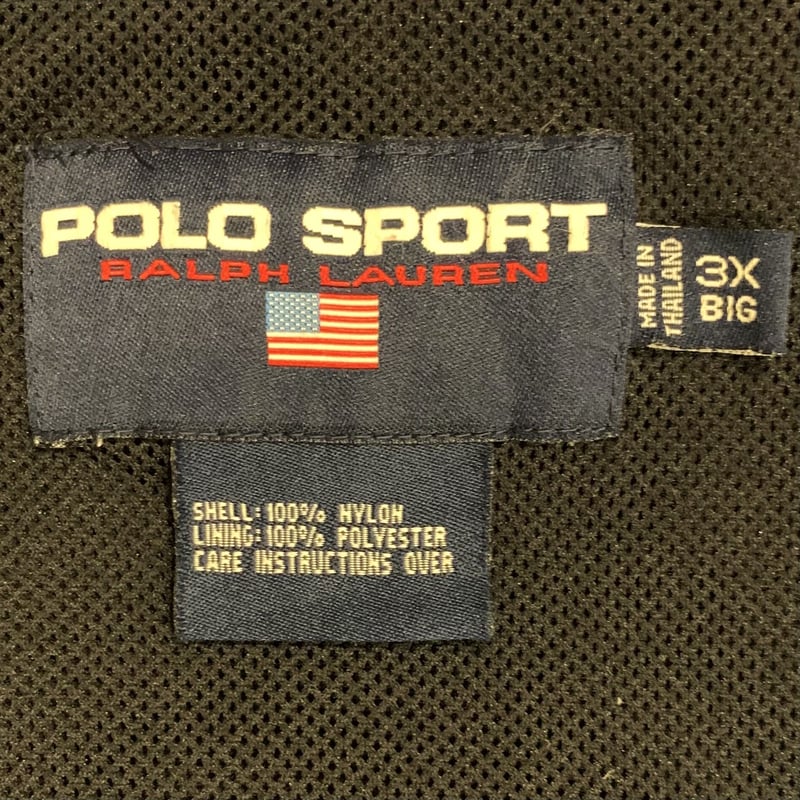 POLO SPORT
RALPH LAUREN
MADE IN
THAILAND
3X
BIG
SHELL: 100% NYLON
LINING: 100% POLYESTER
CARE INSTRUCTIONS OVER